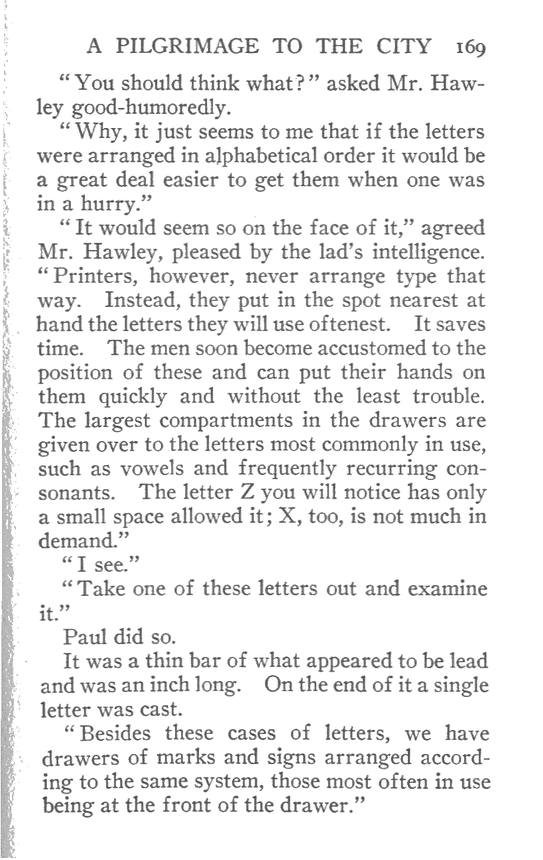 A PILGRIMAGE TO THE CITY 169
“You should think what?” asked Mr. Haw-
ley good-humoredly.
“Why, it just seems to me that if the letters
were arranged in alphabetical order it would be
a great deal easier to get them when one was
in a hurry.”
“It would seem so on the face of it,” agreed
Mr. Hawley, pleased by the lad’s intelligence.
“Printers, however, never arrange type that
way. Instead, they put in the spot nearest at
hand the letters they will use oftenest. It saves
time. The men soon become accustomed to the
position of these and can put their hands on
them quickly and without the least trouble.
The largest compartments in the drawers are
given over to the letters most commonly in use,
such as vowels and frequently recurring con-
sonants. The letter Z you will notice has only
a small space allowed it; X, too, is not much in
demand.”
“I see.”
“Take one of these letters out and examine
it.”
Paul did so.
It was a thin bar of what appeared to be lead
and was an inch long. On the end of it a single
letter was cast.
“Besides these cases of letters, we have
drawers of marks and signs arranged accord-
ing to the same system, those most often in use
being at the front of the drawer.”